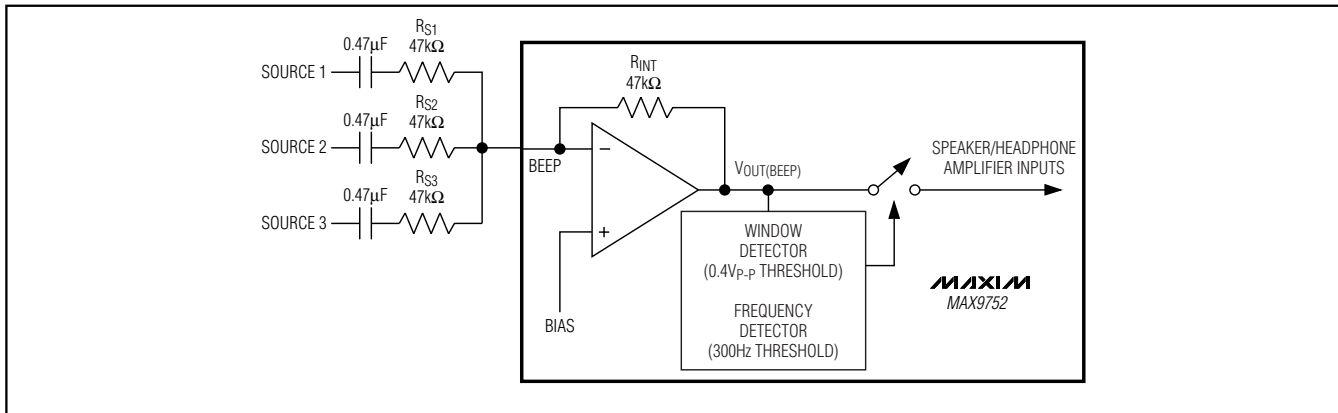 RS1
0.47µF
47kΩ
SOURCE 1
RS2
0.47µF
47kΩ
SOURCE 2
RS3
0.47µF
47kΩ
SOURCE 3
BEEP
RINT
47kΩ
−
+
BIAS
VOUT(BEEP)
WINDOW
DETECTOR
(0.4VP-P THRESHOLD)
FREQUENCY
DETECTOR
(300Hz THRESHOLD)
SPEAKER/HEADPHONE
AMPLIFIER INPUTS
MAXIM
MAX9752